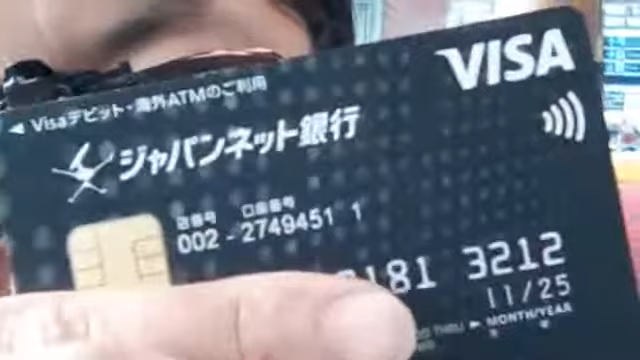 VISA
◀ Visaデビット・海外ATMのご利用
ジャパンネット銀行
店番号 口座番号
002 - 2749451 1
181 3212
11/25
THRU ▶ MONTH/YEAR